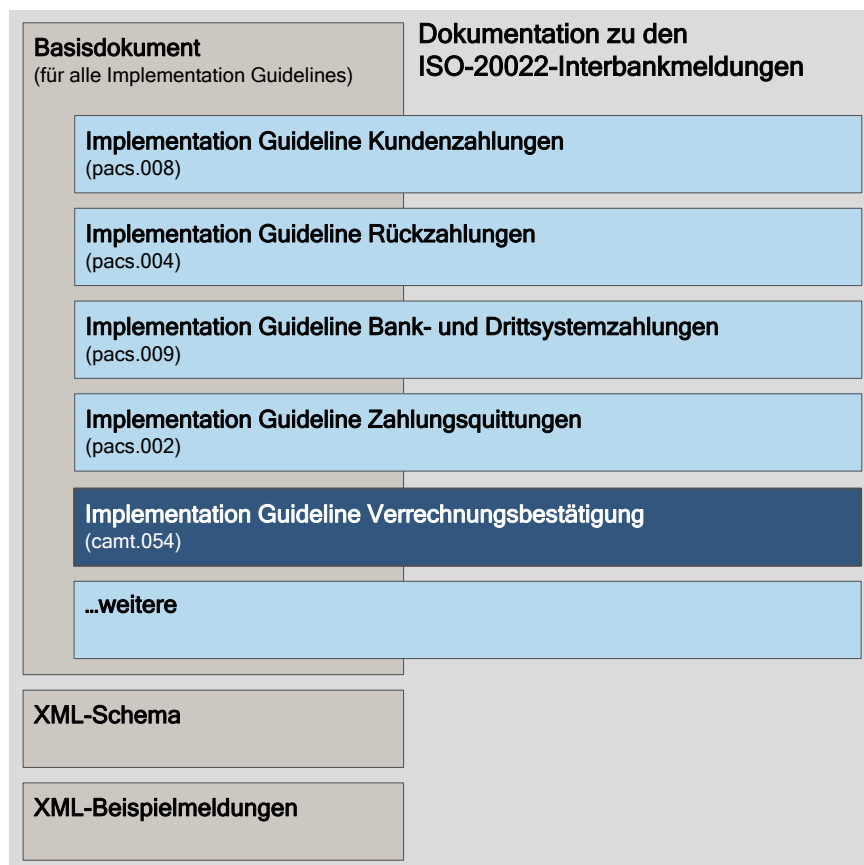 Basisdokument
(für alle Implementation Guidelines)
Dokumentation zu den
ISO-20022-Interbankmeldungen
Implementation Guideline Kundenzahlungen
(pacs.008)
Implementation Guideline Rückzahlungen
(pacs.004)
Implementation Guideline Bank- und Drittsystemzahlungen
(pacs.009)
Implementation Guideline Zahlungsquittungen
(pacs.002)
Implementation Guideline Verrechnungsbestätigung
(camt.054)
...weitere
XML-Schema
XML-Beispielmeldungen